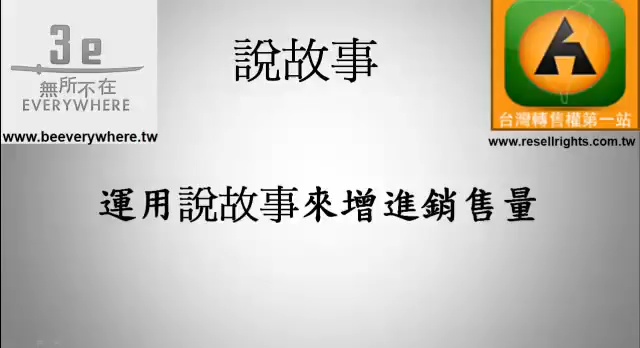 3e
無所不在
EVERYWHERE
www.beeverywhere.tw
說故事
台灣轉售權第一站
www.resellrights.com.tw
運用說故事來增進銷售量